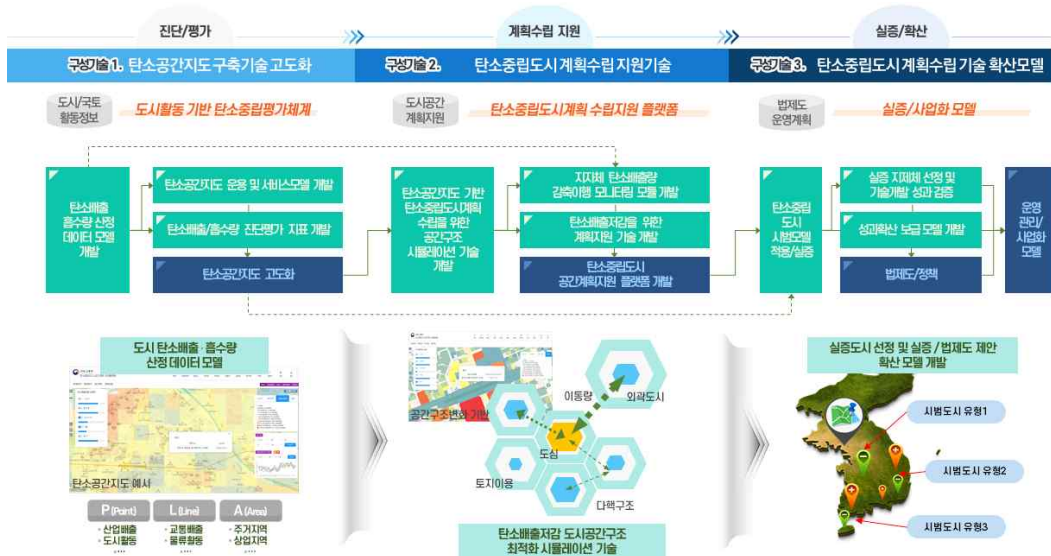 진단/평가
계획수립 지원
실증/확산
구성기술1. 탄소공간지도 구축기술 고도화
구성기술2. 탄소중립도시 계획수립 지원기술
구성기술3. 탄소중립도시 계획수립 기술 확산모델
도시/국토
활동정보
도시활동 기반 탄소중립평가체계
도시공간
계획지원
탄소중립도시계획 수립지원 플랫폼
법제도
운영계획
실증/사업화 모델
탄소배출
흡수량 산정
데이터 모델
개발
탄소공간지도 운용 및 서비스모델 개발
탄소배출/흡수량 진단평가 지표 개발
탄소공간지도 고도화
탄소공간지도 기반
탄소중립도시계획
수립을 위한
공간구조
시뮬레이션 기술
개발
지자체 탄소배출량
감축이행 모니터링 모듈 개발
탄소배출저감을 위한
계획지원 기술 개발
탄소중립도시
공간계획지원 플랫폼 개발
탄소중립
도시
시범모델
적용/실증
실증 지제체 선정 및
기술개발 성과 검증
성과확산 보급 모델 개발
법제도/정책
운영
관리/
사업화
모델
도시 탄소배출·흡수량
산정 데이터 모델
탄소공간지도 예시
P(Point)
L(Line)
A(Area)
· 산업배출
· 도시활동
· ····
· 교통배출
· 물류활동
· ····
· 주거지역
· 상업지역
· ····
공간구조변화 기반
이동량
외곽도시
도심
토지이용
다핵구조
탄소배출저감 도시공간구조
최적화 시뮬레이션 기술
실증도시 선정 및 실증 / 법제도 제안
확산 모델 개발
시범도시 유형1
시범도시 유형2
시범도시 유형3